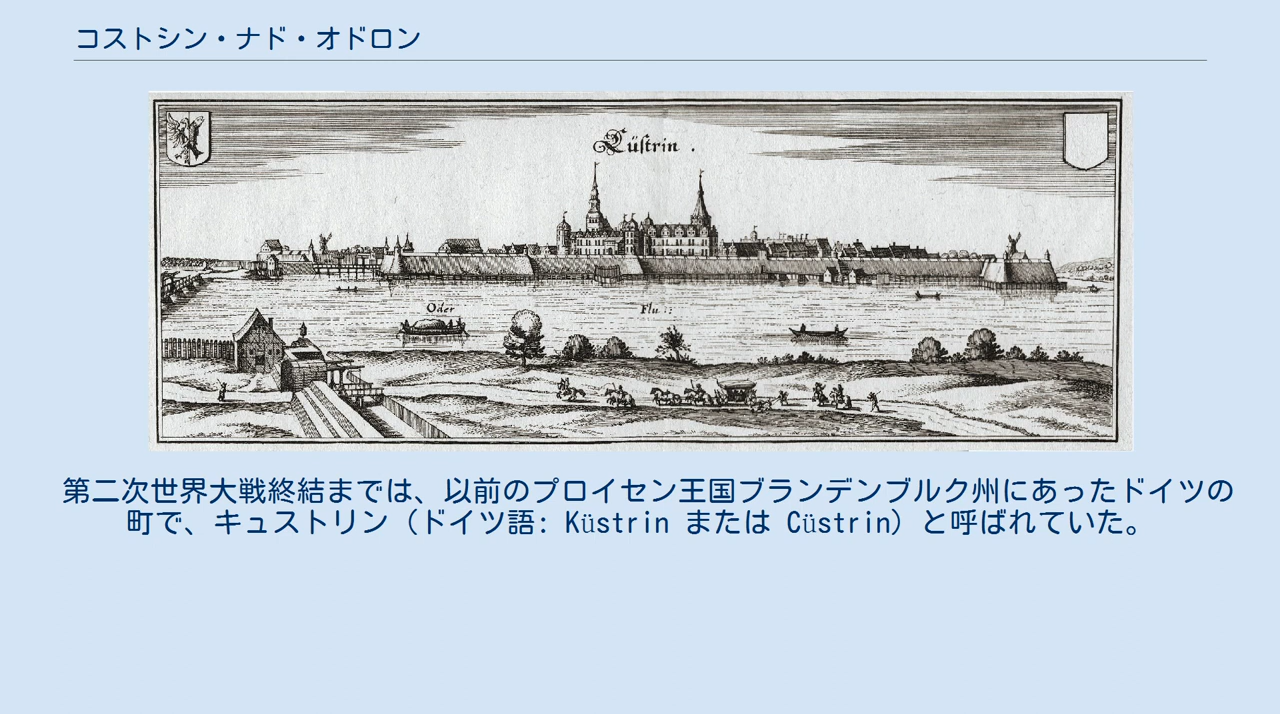 コストシン・ナド・オドロン
Cüstrin .
Oder
第二次世界大戦終結までは、以前のプロイセン王国ブランデンブルク州にあったドイツの
町で、キュストリン（ドイツ語: Küstrin または Cüstrin）と呼ばれていた。